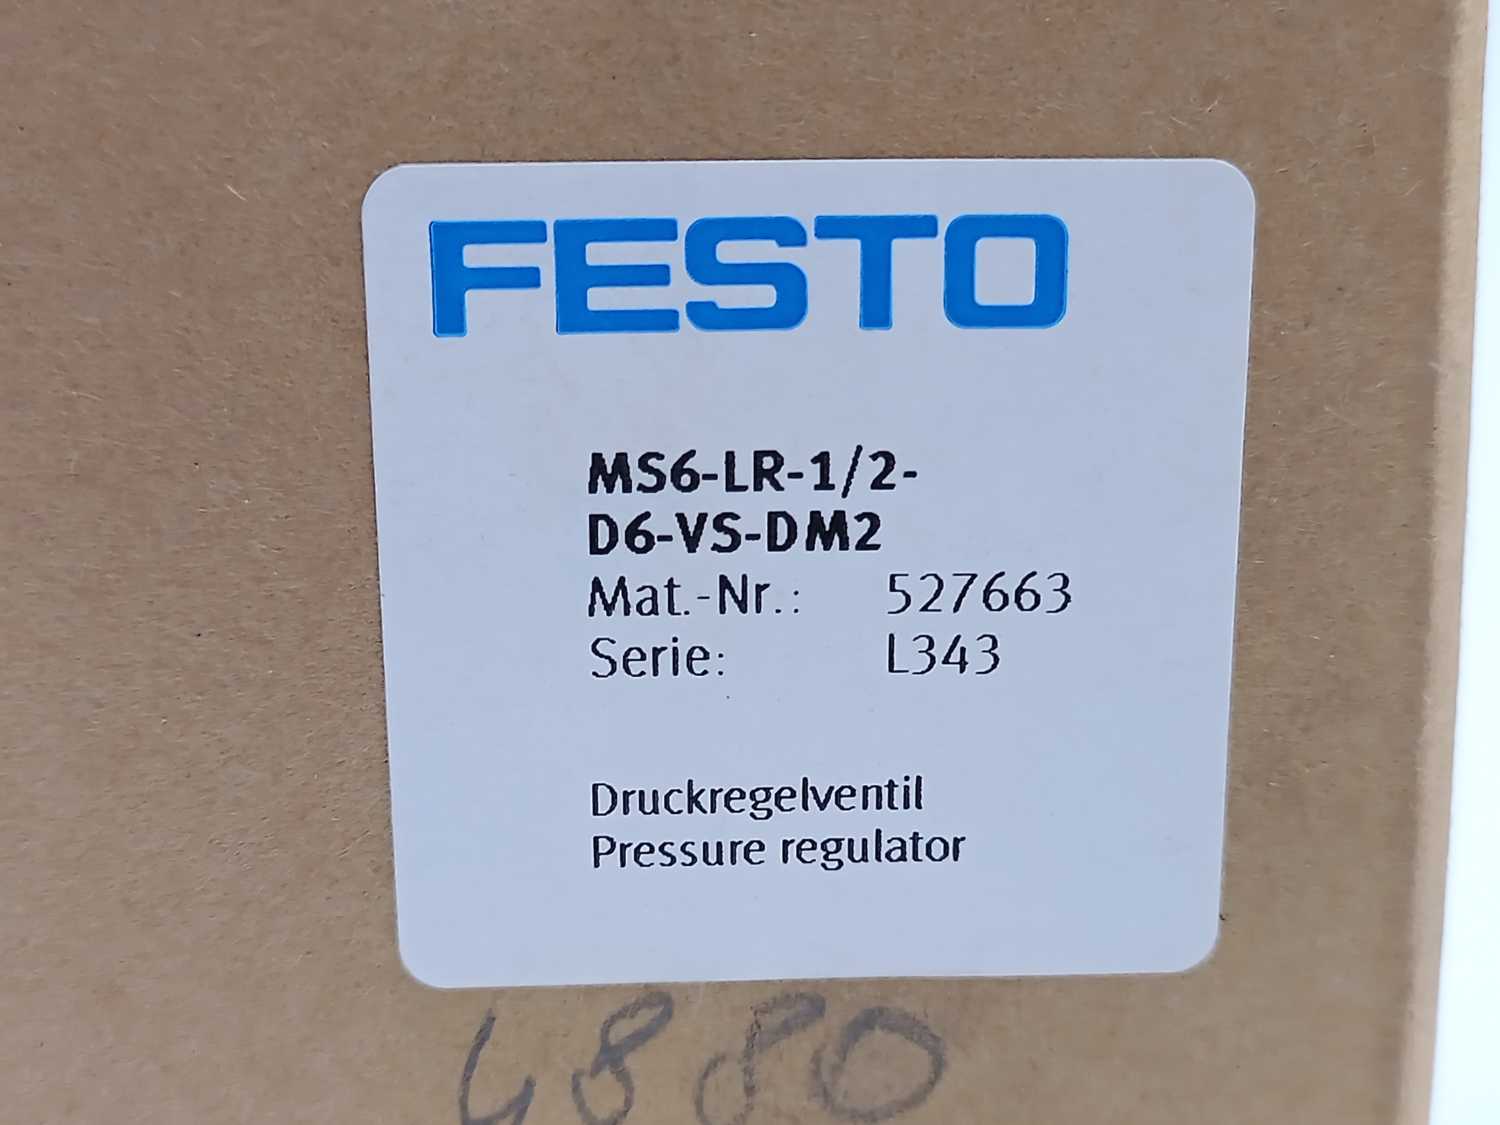 FESTO
MS6-LR-1/2-
D6-VS-DM2
Mat.-Nr.: 527663
Serie: L343
Druckregelventil
Pressure regulator
4880